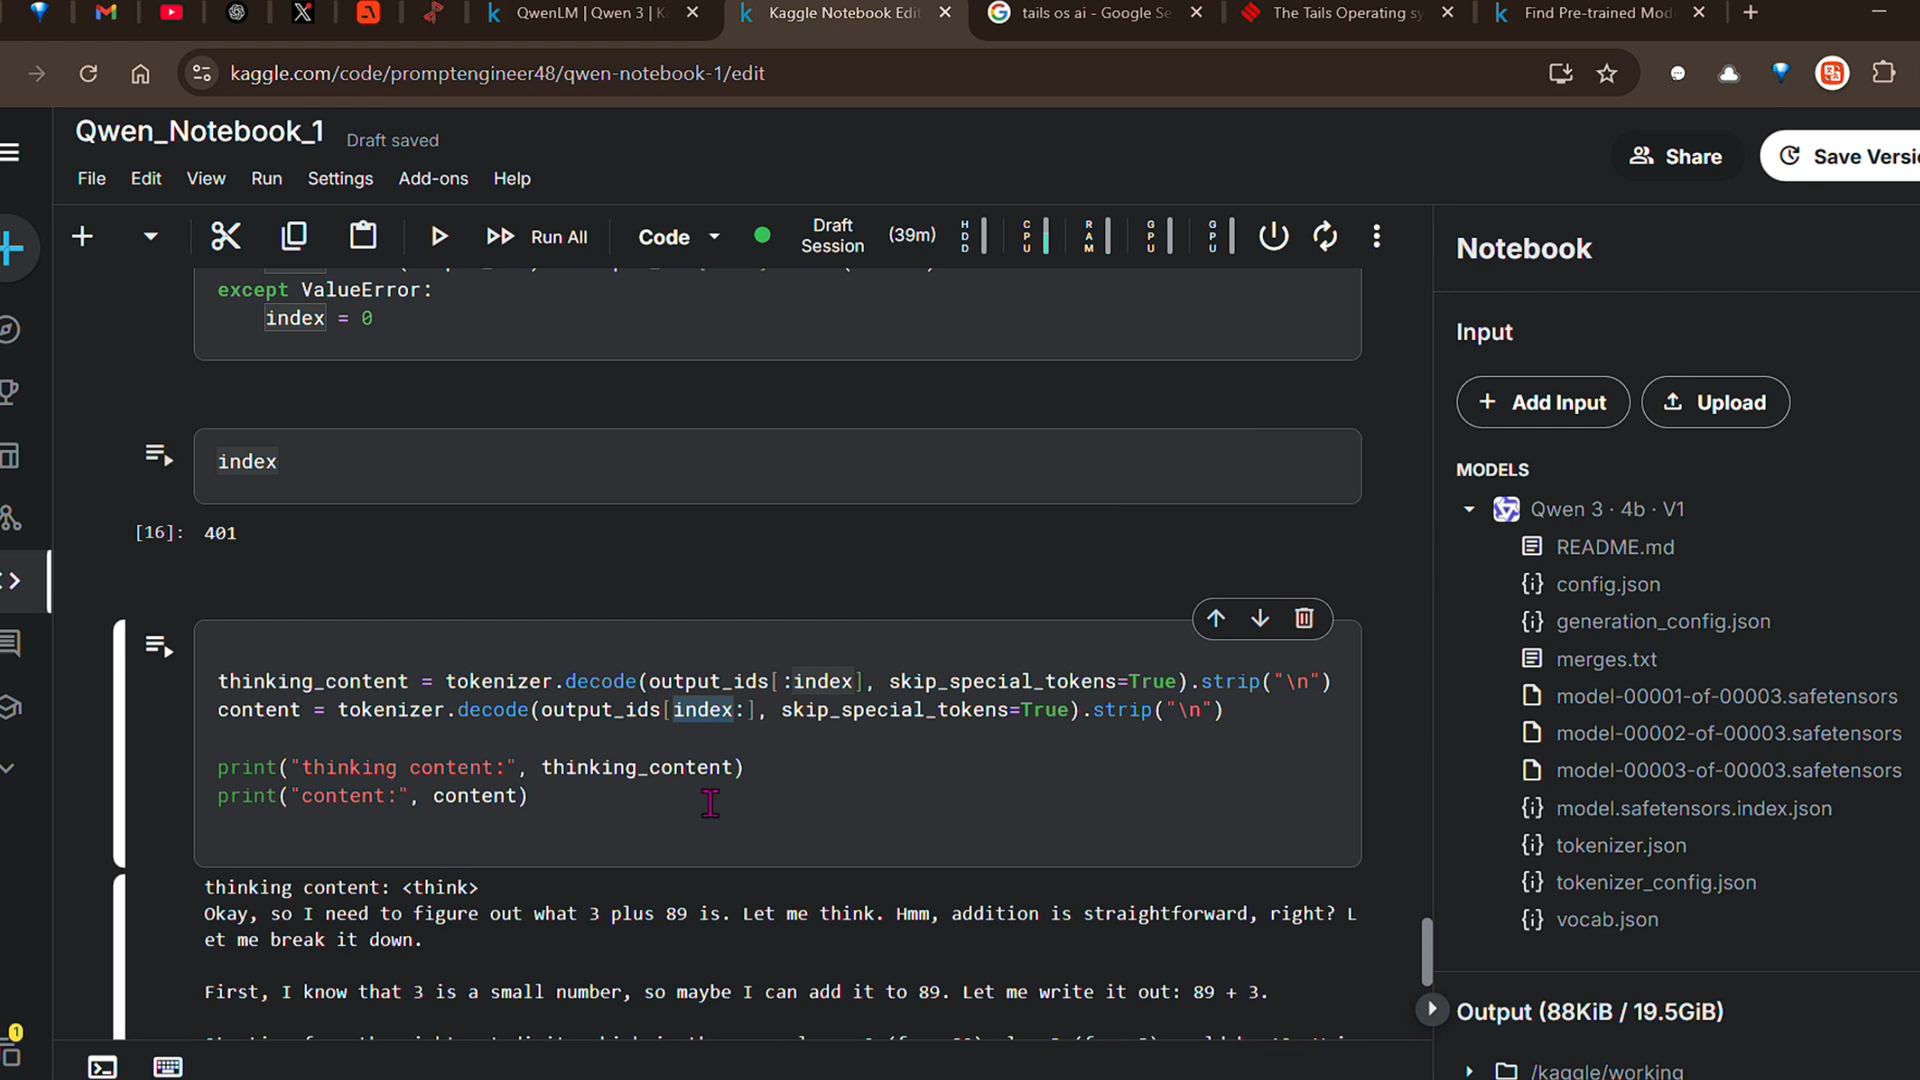 QwenLM | Qwen 3 | K
Kaggle Notebook Edi
tails os ai - Google Se
The Tails Operating sy
Find Pre-trained Mod
kaggle.com/code/promptengineer48/qwen-notebook-1/edit
Qwen_Notebook_1
Draft saved
Share
Save Versio
File
Edit
View
Run
Settings
Add-ons
Help
Run All
Code
Draft
Session
(39m)
HDD
CPU
RAM
GPU
GPU
except ValueError:
index = 0
index
[16]:
401
thinking_content = tokenizer.decode(output_ids[:index], skip_special_tokens=True).strip("\n")
content = tokenizer.decode(output_ids[index:], skip_special_tokens=True).strip("\n")
print("thinking content:", thinking_content)
print("content:", content)
thinking content: <think>
Okay, so I need to figure out what 3 plus 89 is. Let me think. Hmm, addition is straightforward, right? L
et me break it down.
First, I know that 3 is a small number, so maybe I can add it to 89. Let me write it out: 89 + 3.
Notebook
Input
Add Input
Upload
MODELS
Qwen 3 · 4b · V1
README.md
config.json
generation_config.json
merges.txt
model-00001-of-00003.safetensors
model-00002-of-00003.safetensors
model-00003-of-00003.safetensors
model.safetensors.index.json
tokenizer.json
tokenizer_config.json
vocab.json
Output (88KiB / 19.5GiB)
/kaggle/working
1